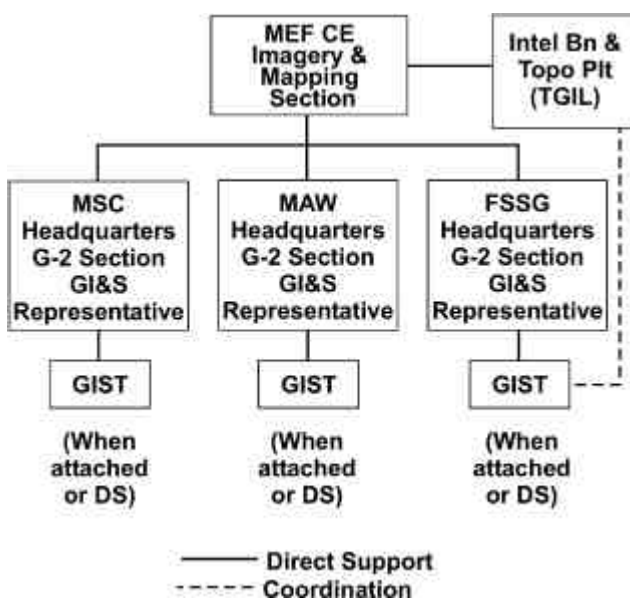 MEF CE
Imagery &
Mapping
Section
Intel Bn &
Topo Plt
(TGIL)
MSC
Headquarters
G-2 Section
GI&S
Representative
MAW
Headquarters
G-2 Section
GI&S
Representative
FSSG
Headquarters
G-2 Section
GI&S
Representative
GIST
GIST
GIST
(When
attached
or DS)
(When
attached
or DS)
(When
attached
or DS)
Direct Support
Coordination